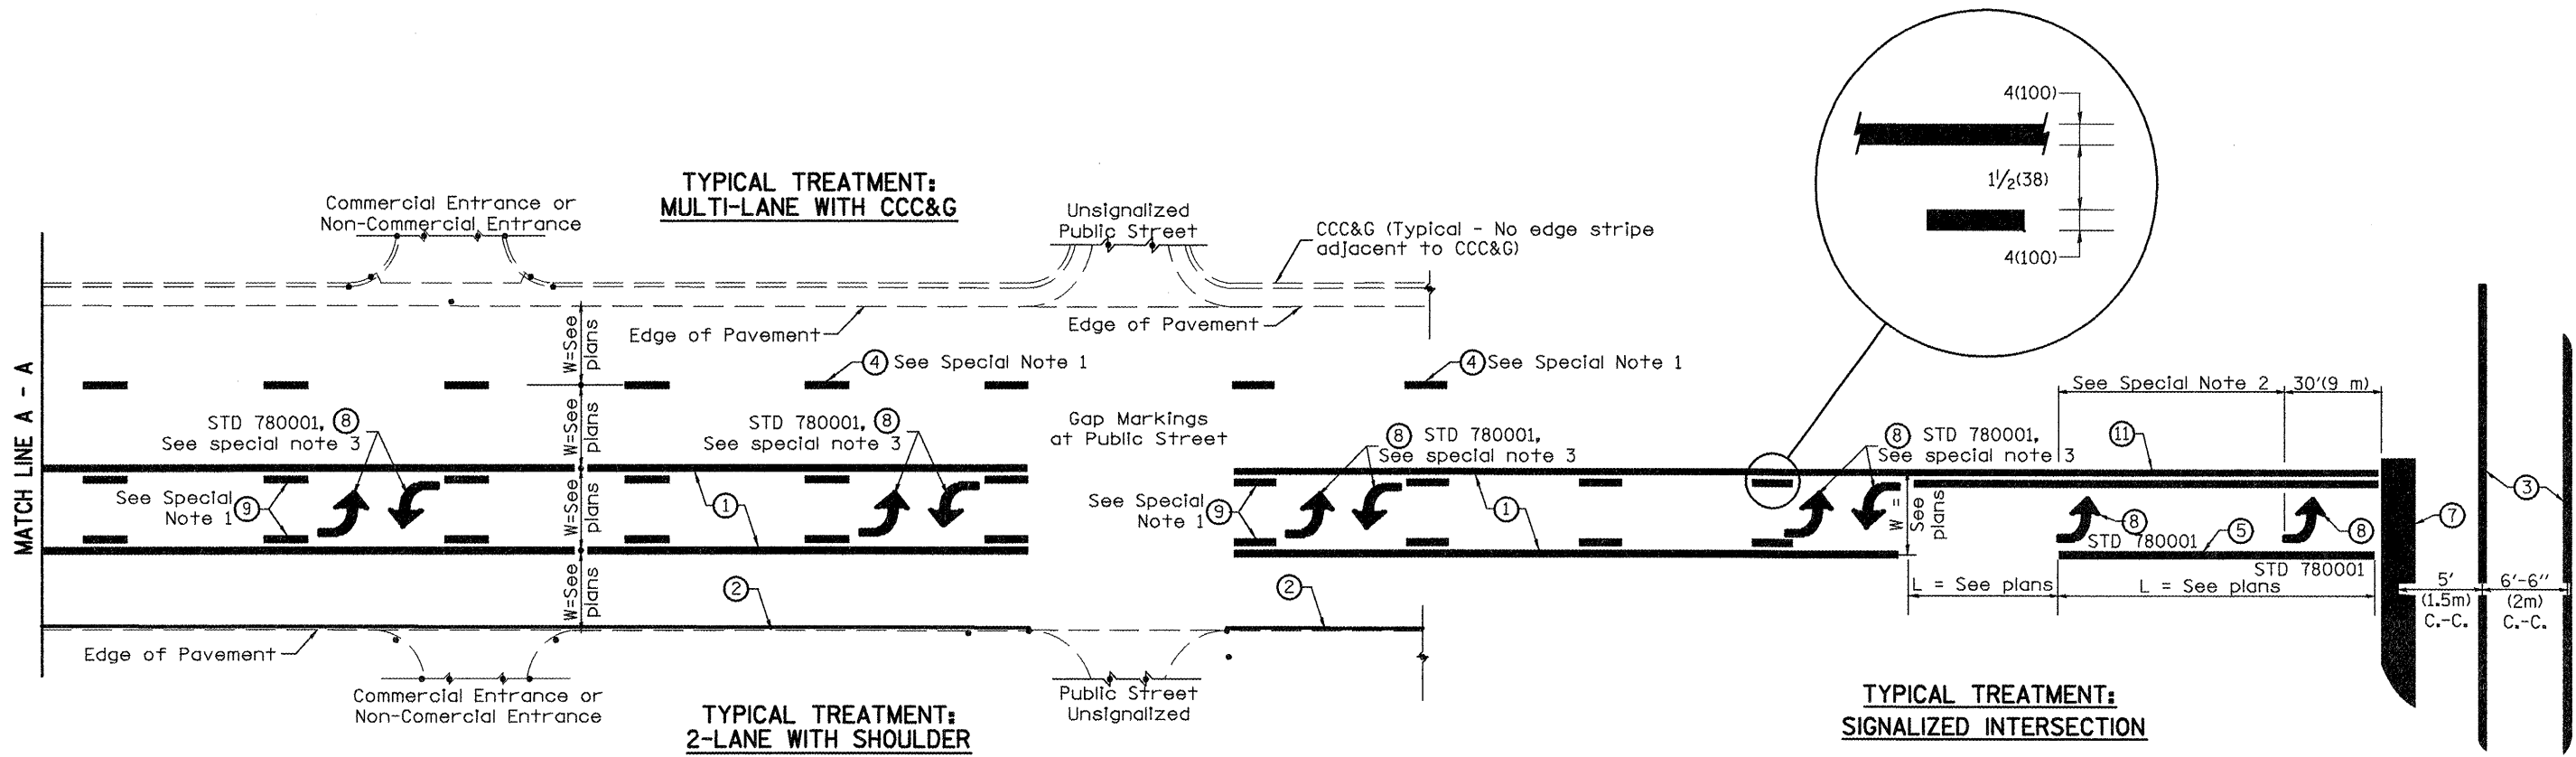 TYPICAL TREATMENT:
MULTI-LANE WITH CCC&G
Commercial Entrance or
Non-Commercial Entrance
Unsignalized
Public Street
CCC&G (Typical - No edge stripe
adjacent to CCC&G)
4(100)
1½(38)
4(100)
MATCH LINE A - A
Edge of Pavement
Edge of Pavement
W=See
plans
4 See Special Note 1
4 See Special Note 1
See Special Note 2
30'(9 m)
STD 780001, 8
See special note 3
W=See
plans
STD 780001, 8
See special note 3
Gap Markings
at Public Street
8 STD 780001,
See special note 3
8 STD 780001,
See special note 3
11
See Special
Note 1 9
W=See
plans
1
See Special
Note 1 9
1
W =
See
plans
8
STD 780001
5
8
STD 780001
7
3
W=See
plans
2
2
L = See plans
L = See plans
5'
(1.5m)
C.-C.
6'-6"
(2m)
C.-C.
Edge of Pavement
Commercial Entrance or
Non-Comercial Entrance
Public Street
Unsignalized
TYPICAL TREATMENT:
2-LANE WITH SHOULDER
TYPICAL TREATMENT:
SIGNALIZED INTERSECTION